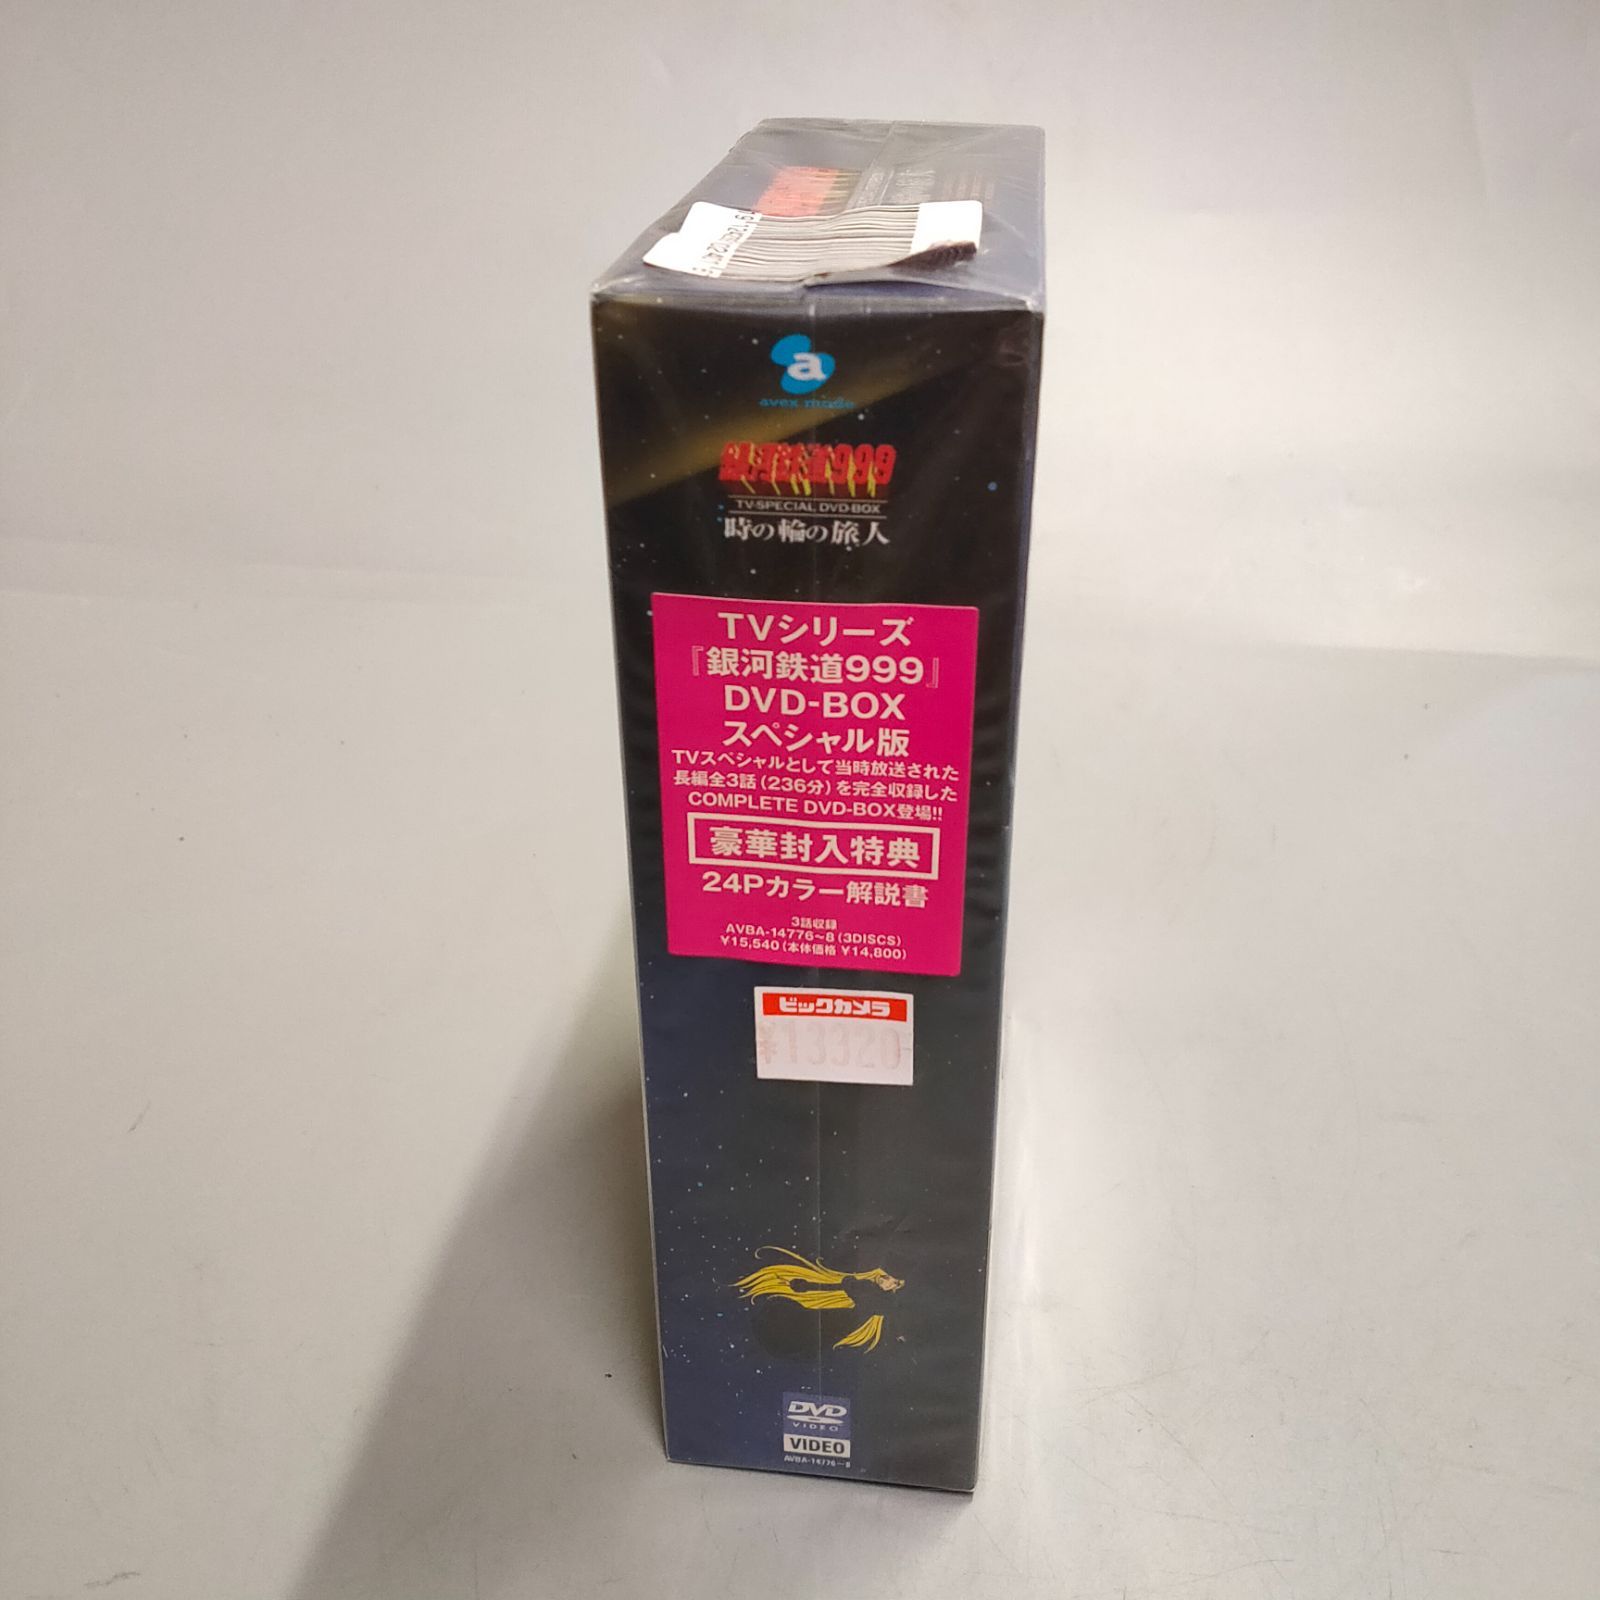 a
avex mode
銀河鉄道999
TV-SPECIAL DVD-BOX
時の輪の旅人
TVシリーズ
『銀河鉄道999』
DVD-BOX
スペシャル版
TVスペシャルとして当時放送された
長編全3話(236分)を完全収録した
COMPLETE DVD-BOX登場!!
豪華封入特典
24Pカラー解説書
3話収録
AVBA-14776~8(3DISCS)
¥15,540(本体価格 ¥14,800)
ビックカメラ
¥13320
DVD
VIDEO
VIDEO
AVBA-14776~8